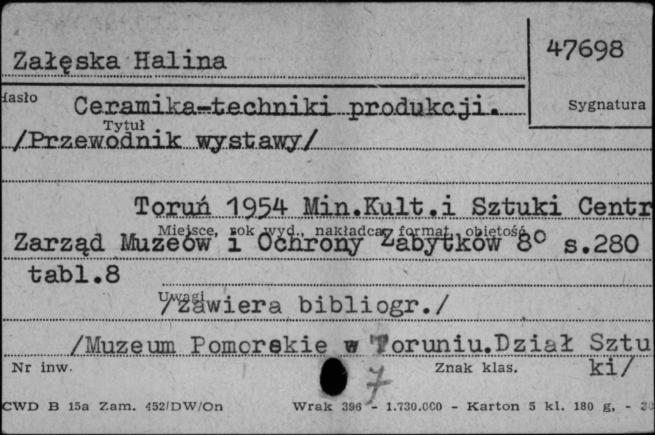 Załęska Halina
47698
Hasło
Ceramika-techniki produkcji.
Sygnatura
Tytuł
/Przewodnik wystawy/
Toruń 1954 Min.Kult.i Sztuki Centr
Miejsce, rok wyd., nakładca, format, objętość
Zarząd Muzeów i Ochrony Zabytków 8° s.280
tabl.8
Uwagi
/zawiera bibliogr./
/Muzeum Pomorskie w Toruniu.Dział Sztu
ki/
Nr inw.
7
Znak klas.
CWD B 15a Zam. 452/DW/On
Wrak 396 - 1.730.000 - Karton 5 kl. 180 g, -